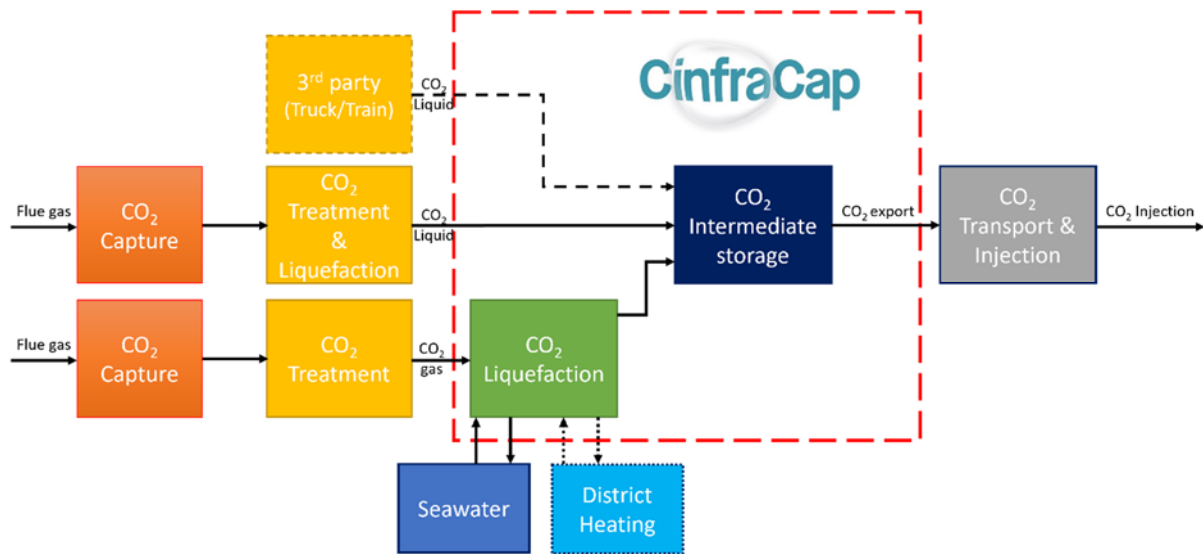 3rd party
(Truck/Train)
CO2
Liquid
CinfraCap
Flue gas
CO2
Capture
CO2
Treatment
&
Liquefaction
CO2
Liquid
CO2
Intermediate
storage
CO2 export
CO2
Transport &
Injection
CO2 Injection
Flue gas
CO2
Capture
CO2
Treatment
CO2
gas
CO2
Liquefaction
Seawater
District
Heating